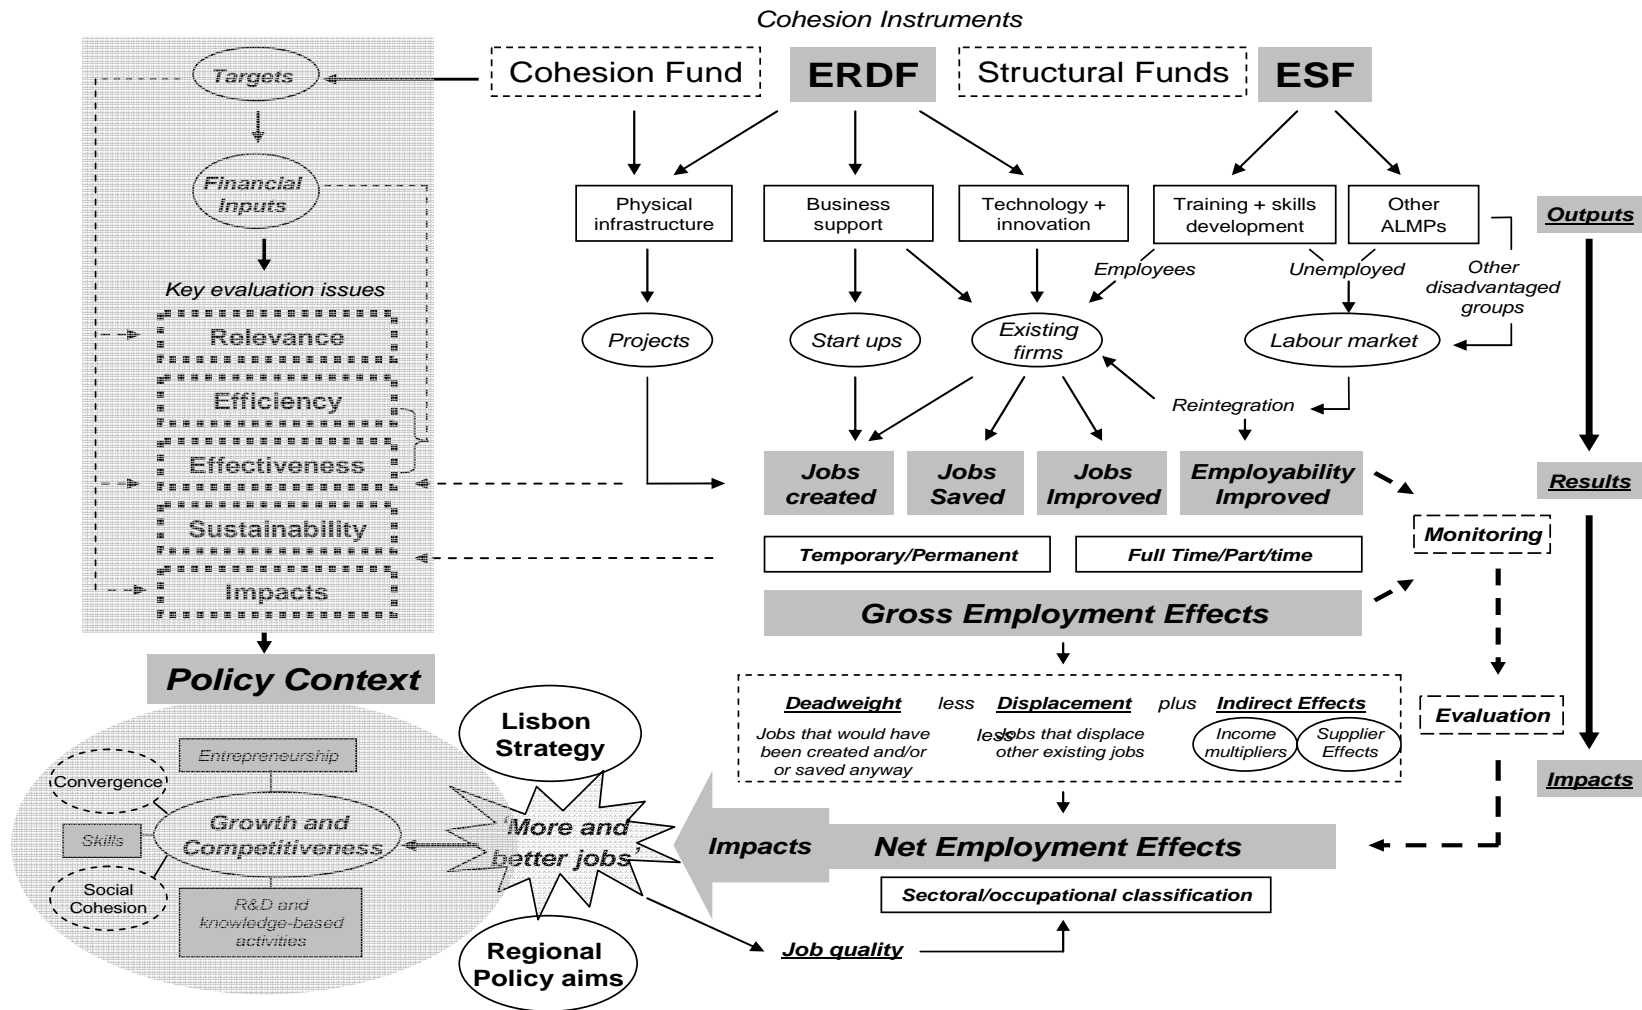 Cohesion Instruments
Targets
Cohesion Fund
ERDF
Structural Funds
ESF
Financial
Inputs
Physical
infrastructure
Business
support
Technology +
innovation
Training + skills
development
Other
ALMPs
Outputs
Employees
Unemployed
Other
disadvantaged
groups
Key evaluation issues
Relevance
Efficiency
Effectiveness
Sustainability
Impacts
Projects
Start ups
Existing
firms
Labour market
Reintegration
Jobs
created
Jobs
Saved
Jobs
Improved
Employability
Improved
Results
Monitoring
Temporary/Permanent
Full Time/Part/time
Gross Employment Effects
Policy Context
Deadweight
less
Displacement
plus
Indirect Effects
Jobs that would have
been created and/or
or saved anyway
less
Jobs that displace
other existing jobs
Income
multipliers
Supplier
Effects
Evaluation
Impacts
Lisbon
Strategy
Entrepreneurship
Convergence
Growth and
Competitiveness
Skills
Social
Cohesion
R&D and
knowledge-based
activities
'More and
better jobs'
Impacts
Net Employment Effects
Sectoral/occupational classification
Job quality
Regional
Policy aims